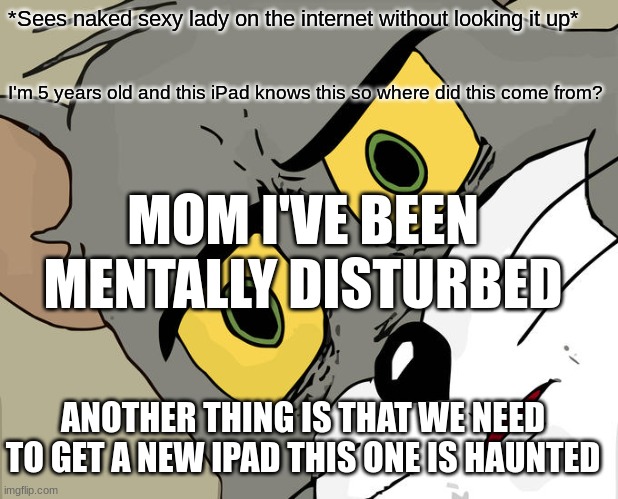 *Sees naked sexy lady on the internet without looking it up*
I'm 5 years old and this iPad knows this so where did this come from?
MOM I'VE BEEN
MENTALLY DISTURBED
ANOTHER THING IS THAT WE NEED
TO GET A NEW IPAD THIS ONE IS HAUNTED
imgflip.com